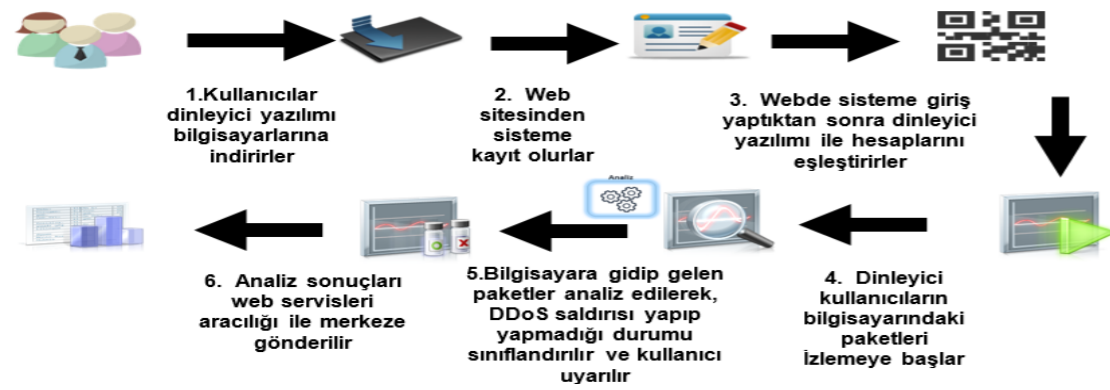 1.Kullanıcılar
dinleyici yazılımı
bilgisayarlarına
indirirler
2. Web
sitesinden
sisteme
kayıt olurlar
3. Webde sisteme giriş
yaptıktan sonra dinleyici
yazılımı ile hesaplarını
eşleştirirler
4. Dinleyici
kullanıcıların
bilgisayarındaki
paketleri
İzlemeye başlar
Analiz
5.Bilgisayara gidip gelen
paketler analiz edilerek,
DDoS saldırısı yapıp
yapmadığı durumu
sınıflandırılır ve kullanıcı
uyarılır
6. Analiz sonuçları
web servisleri
aracılığı ile merkeze
gönderilir